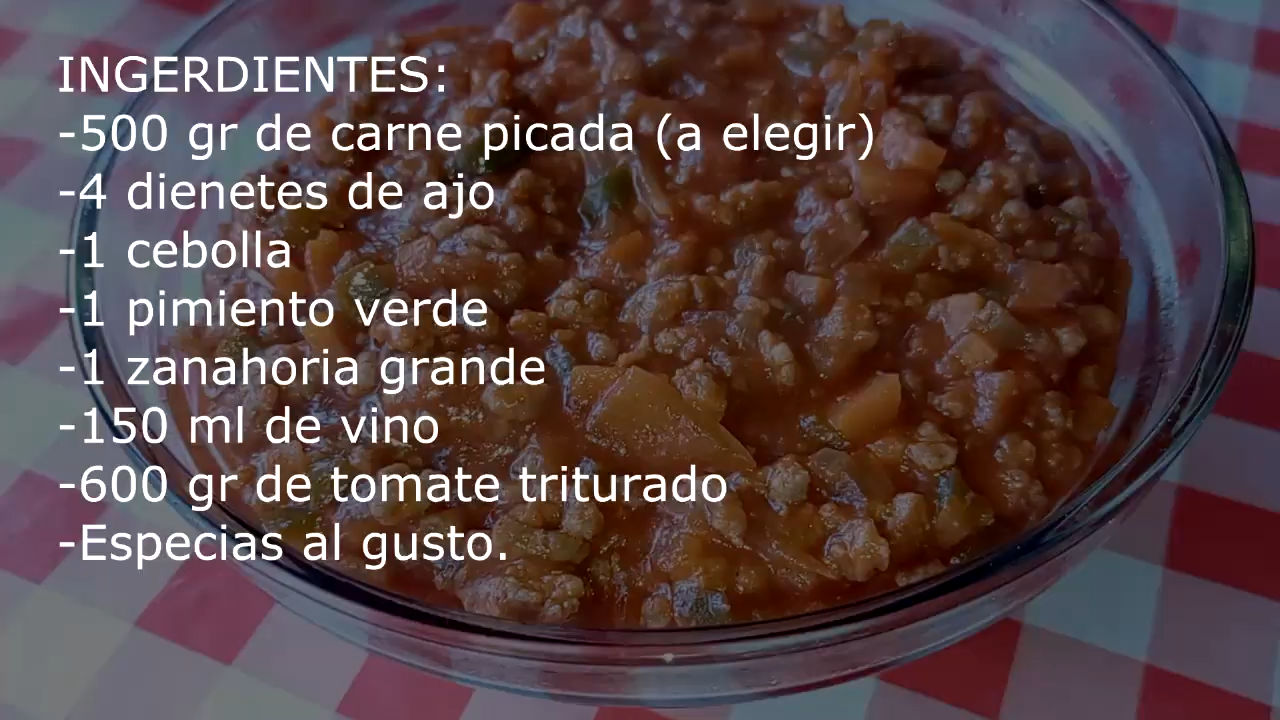 INGERDIENTES:
-500 gr de carne picada (a elegir)
-4 dienetes de ajo
-1 cebolla
-1 pimiento verde
-1 zanahoria grande
-150 ml de vino
-600 gr de tomate triturado
-Especias al gusto.